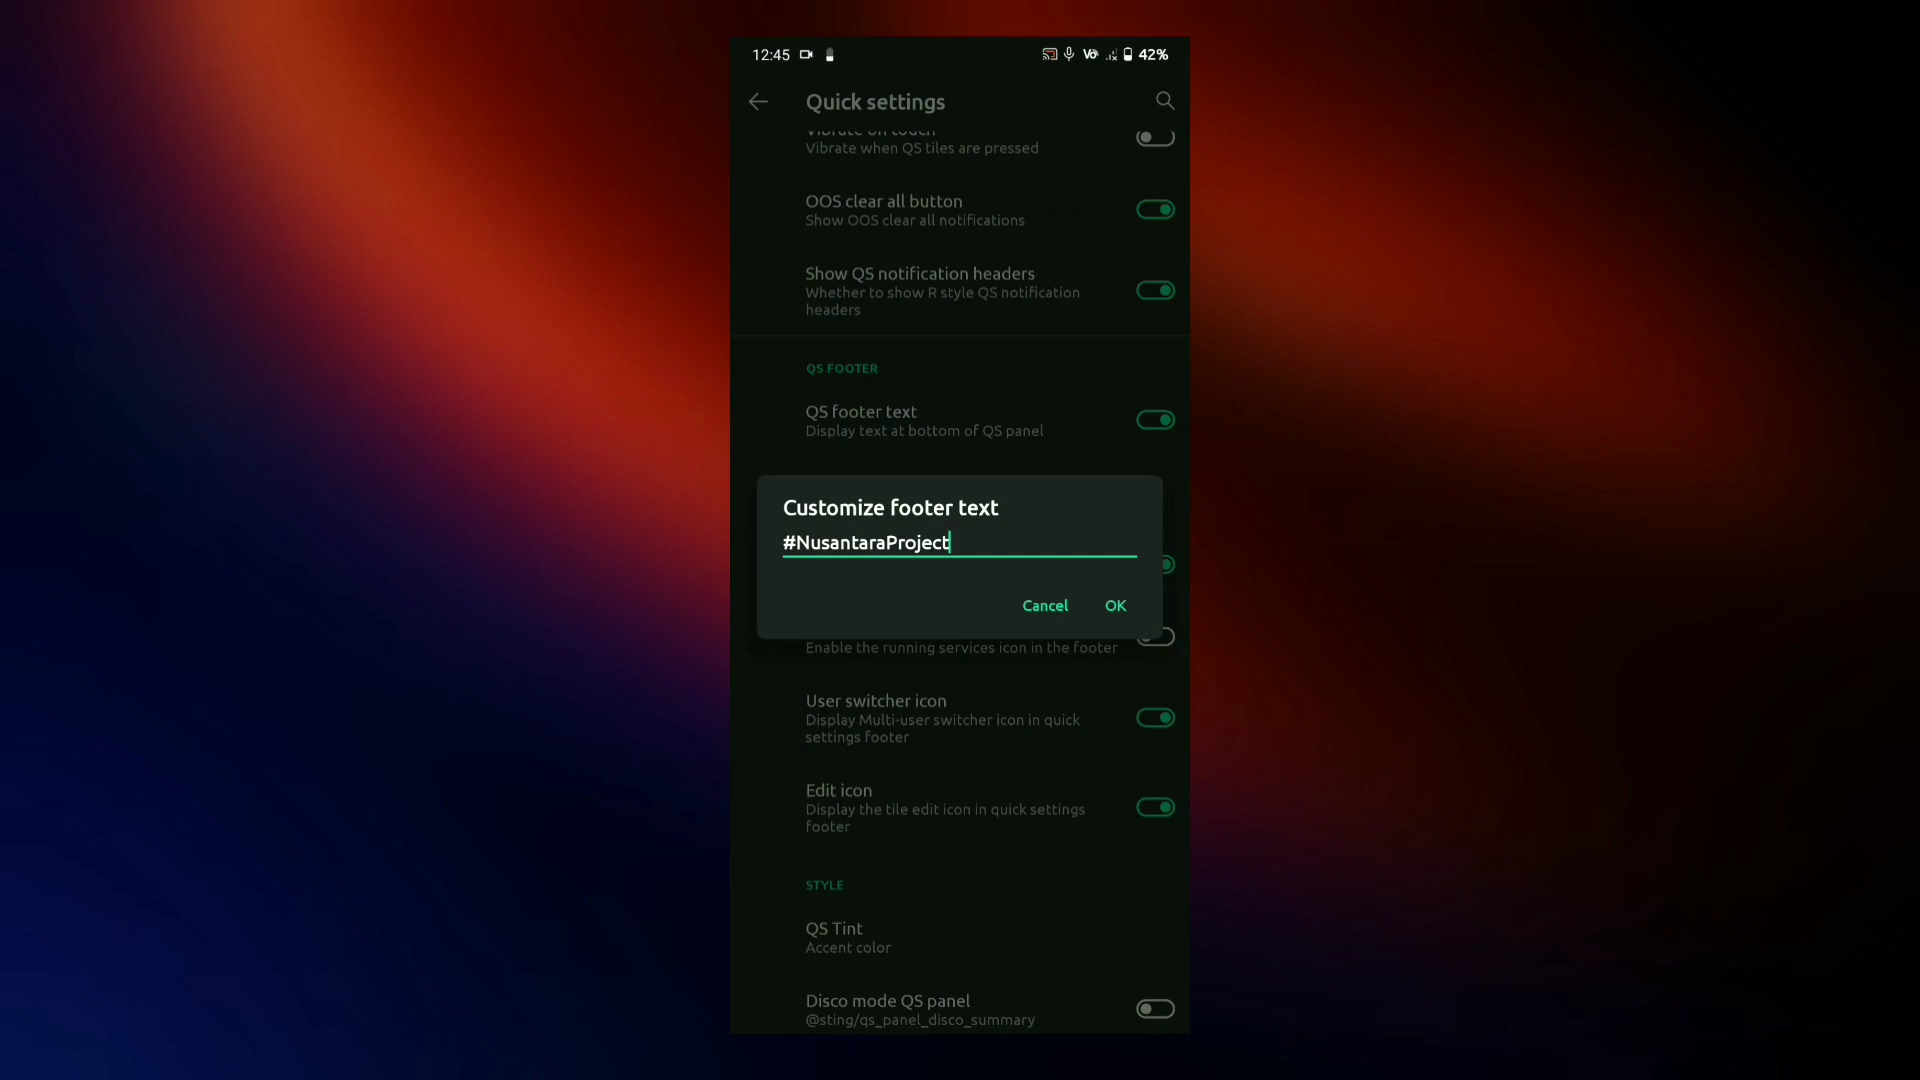 12:45
Vo 42%
Quick settings
Vibrate on touch
Vibrate when QS tiles are pressed
OOS clear all button
Show OOS clear all notifications
Show QS notification headers
Whether to show R style QS notification
headers
QS FOOTER
QS footer text
Display text at bottom of QS panel
Customize footer text
#NusantaraProject
Cancel OK
Enable the running services icon in the footer
User switcher icon
Display Multi-user switcher icon in quick
settings footer
Edit icon
Display the tile edit icon in quick settings
footer
STYLE
QS Tint
Accent color
Disco mode QS panel
@sting/qs_panel_disco_summary